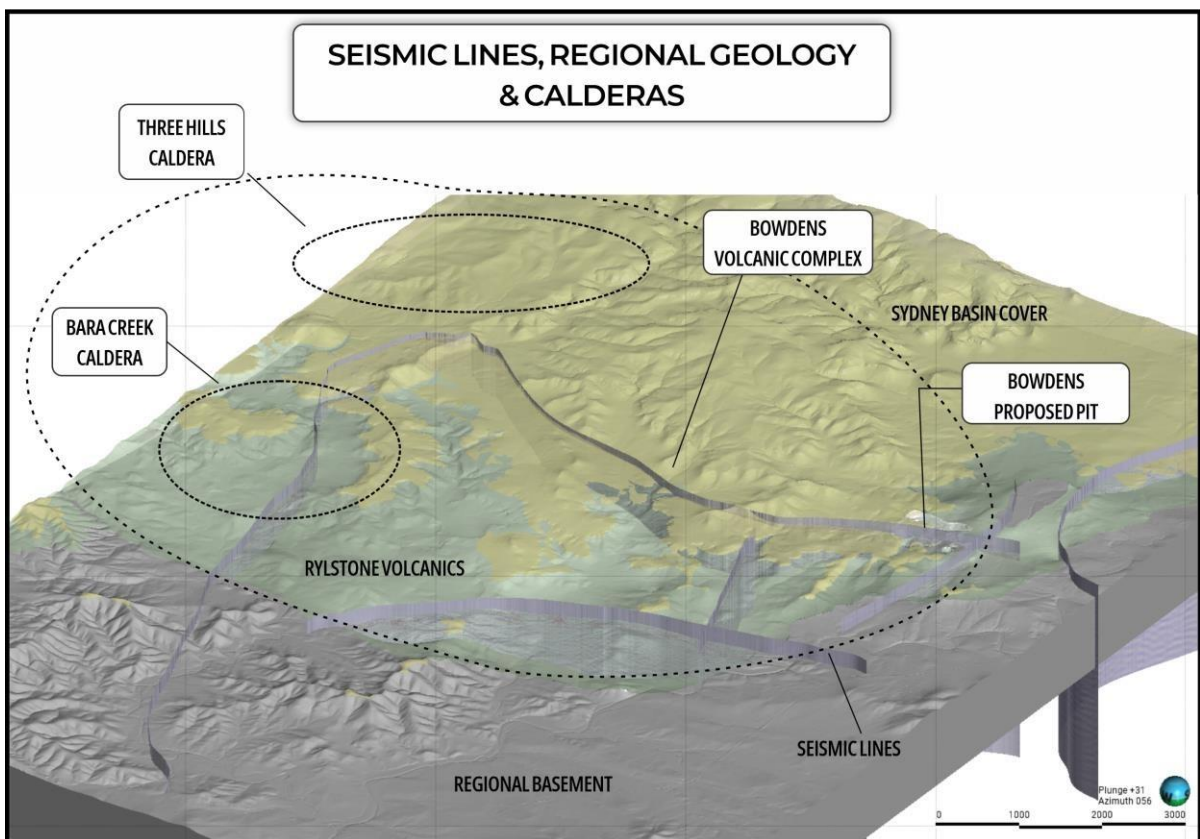 SEISMIC LINES, REGIONAL GEOLOGY
& CALDERAS
THREE HILLS
CALDERA
BOWDENS
VOLCANIC COMPLEX
SYDNEY BASIN COVER
BARA CREEK
CALDERA
BOWDENS
PROPOSED PIT
RYLSTONE VOLCANICS
SEISMIC LINES
REGIONAL BASEMENT
Plunge +31
Azimuth 056
0 1000 2000 3000